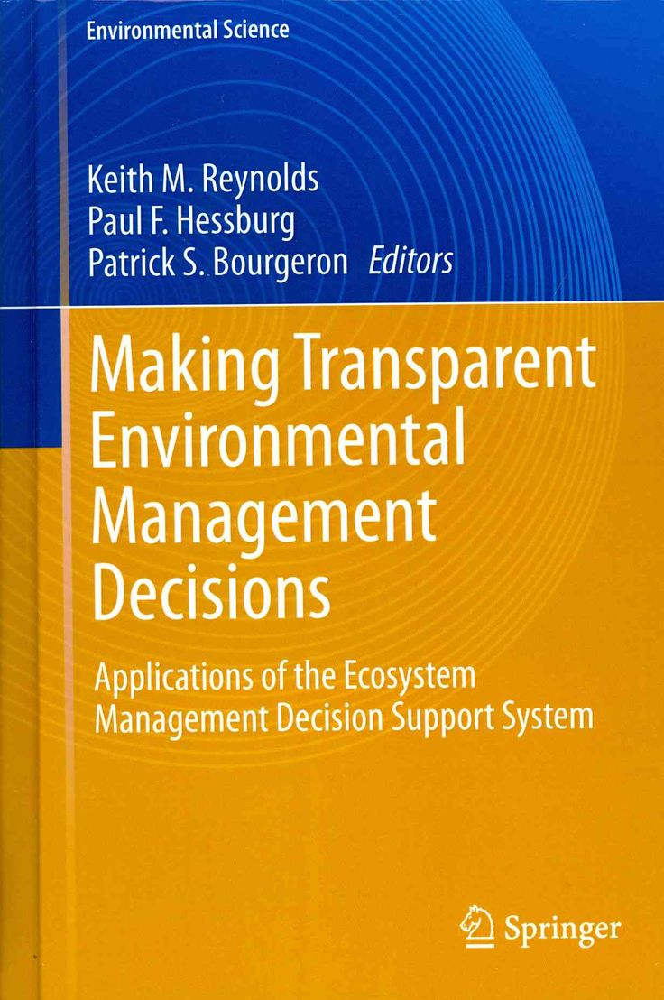 Environmental Science
Keith M. Reynolds
Paul F. Hessburg
Patrick S. Bourgeron Editors
Making Transparent
Environmental
Management
Decisions
Applications of the Ecosystem
Management Decision Support System
Springer